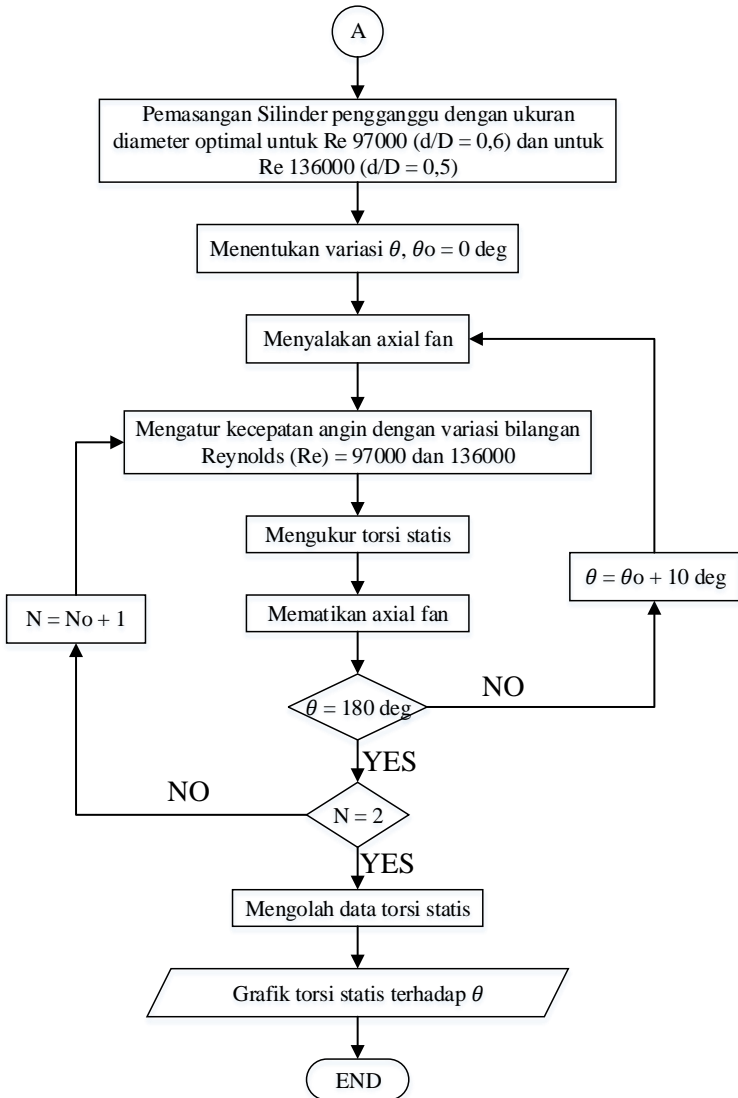 A
Pemasangan Silinder pengganggu dengan ukuran
diameter optimal untuk Re 97000 (d/D = 0,6) dan untuk
Re 136000 (d/D = 0,5)
Menentukan variasi θ, θo = 0 deg
Menyalakan axial fan
Mengatur kecepatan angin dengan variasi bilangan
Reynolds (Re) = 97000 dan 136000
Mengukur torsi statis
θ = θo + 10 deg
N = No + 1
Mematikan axial fan
θ = 180 deg
NO
YES
NO
N = 2
YES
Mengolah data torsi statis
Grafik torsi statis terhadap θ
END